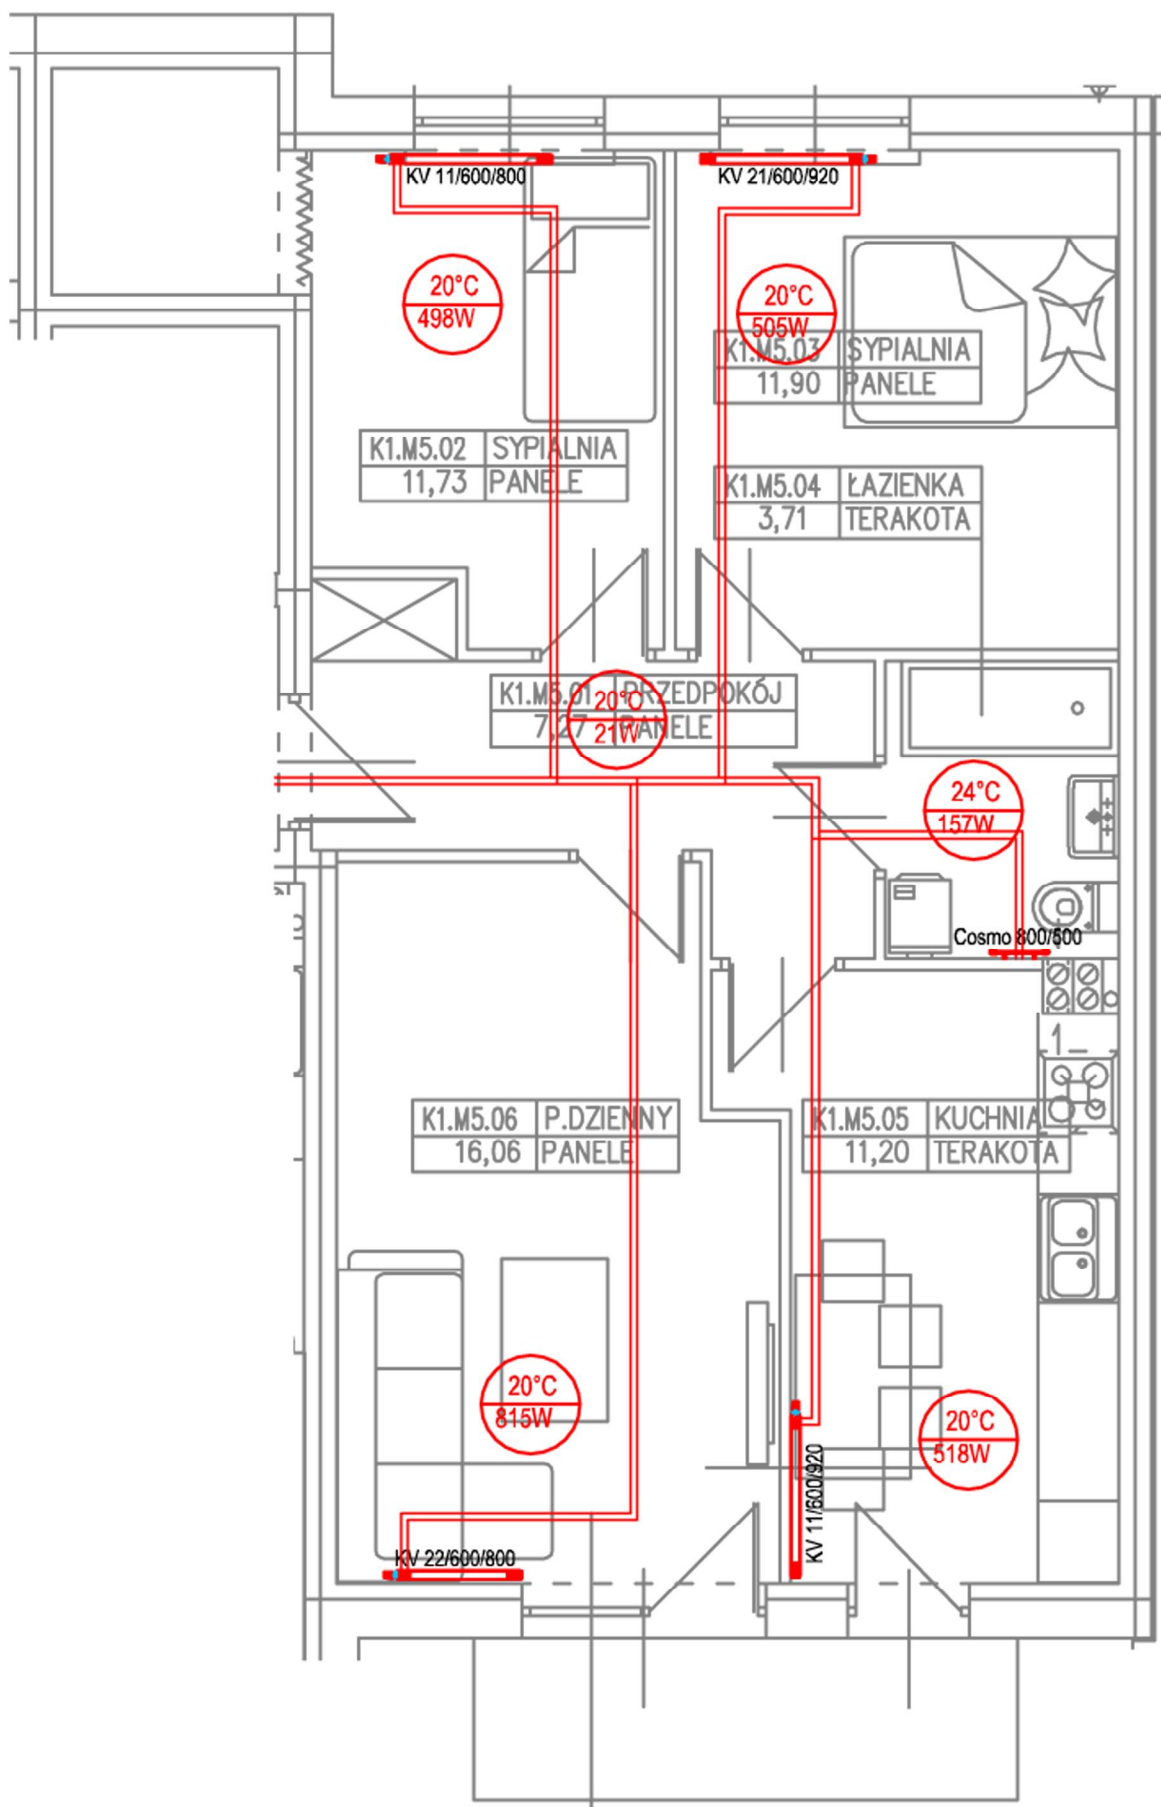 KV 11/600/800
KV 21/600/920
20°C
498W
20°C
505W
K1.M5.03 SYPIALNIA
11,90 PANELE
K1.M5.02 SYPIALNIA
11,73 PANELE
K1.M5.04 ŁAZIENKA
3,71 TERAKOTA
K1.M5.01 PRZEDPOKÓJ
7,27 PANELE
20°C
21W
24°C
157W
Cosmo 800/500
1
K1.M5.06 P.DZIENNY
16,06 PANELE
K1.M5.05 KUCHNIA
11,20 TERAKOTA
20°C
815W
20°C
518W
KV 11/600/920
KV 22/600/800